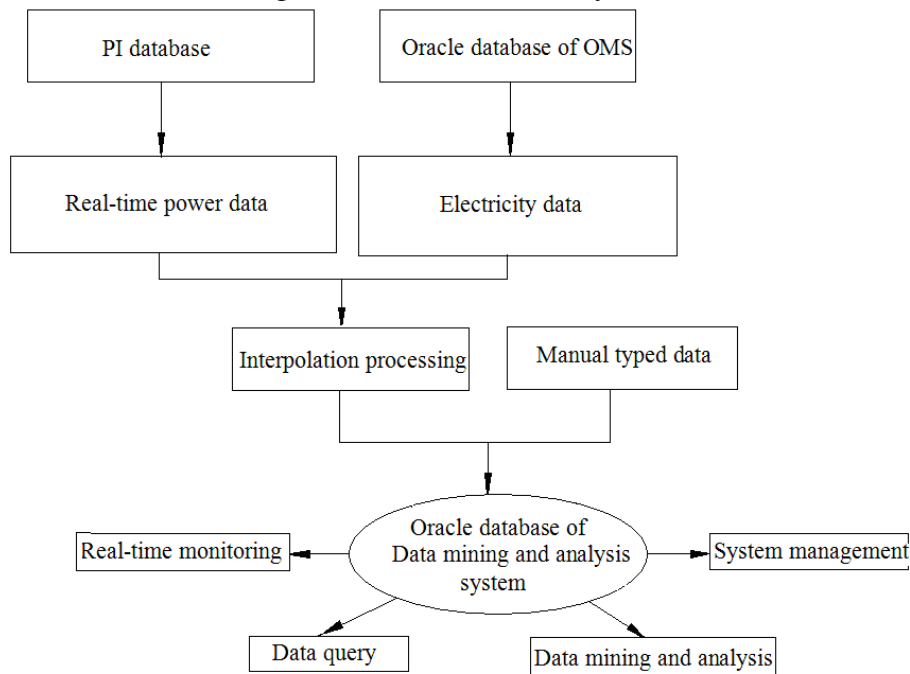 PI database
Oracle database of OMS
Real-time power data
Electricity data
Interpolation processing
Manual typed data
Oracle database of
Data mining and analysis
system
Real-time monitoring
System management
Data query
Data mining and analysis